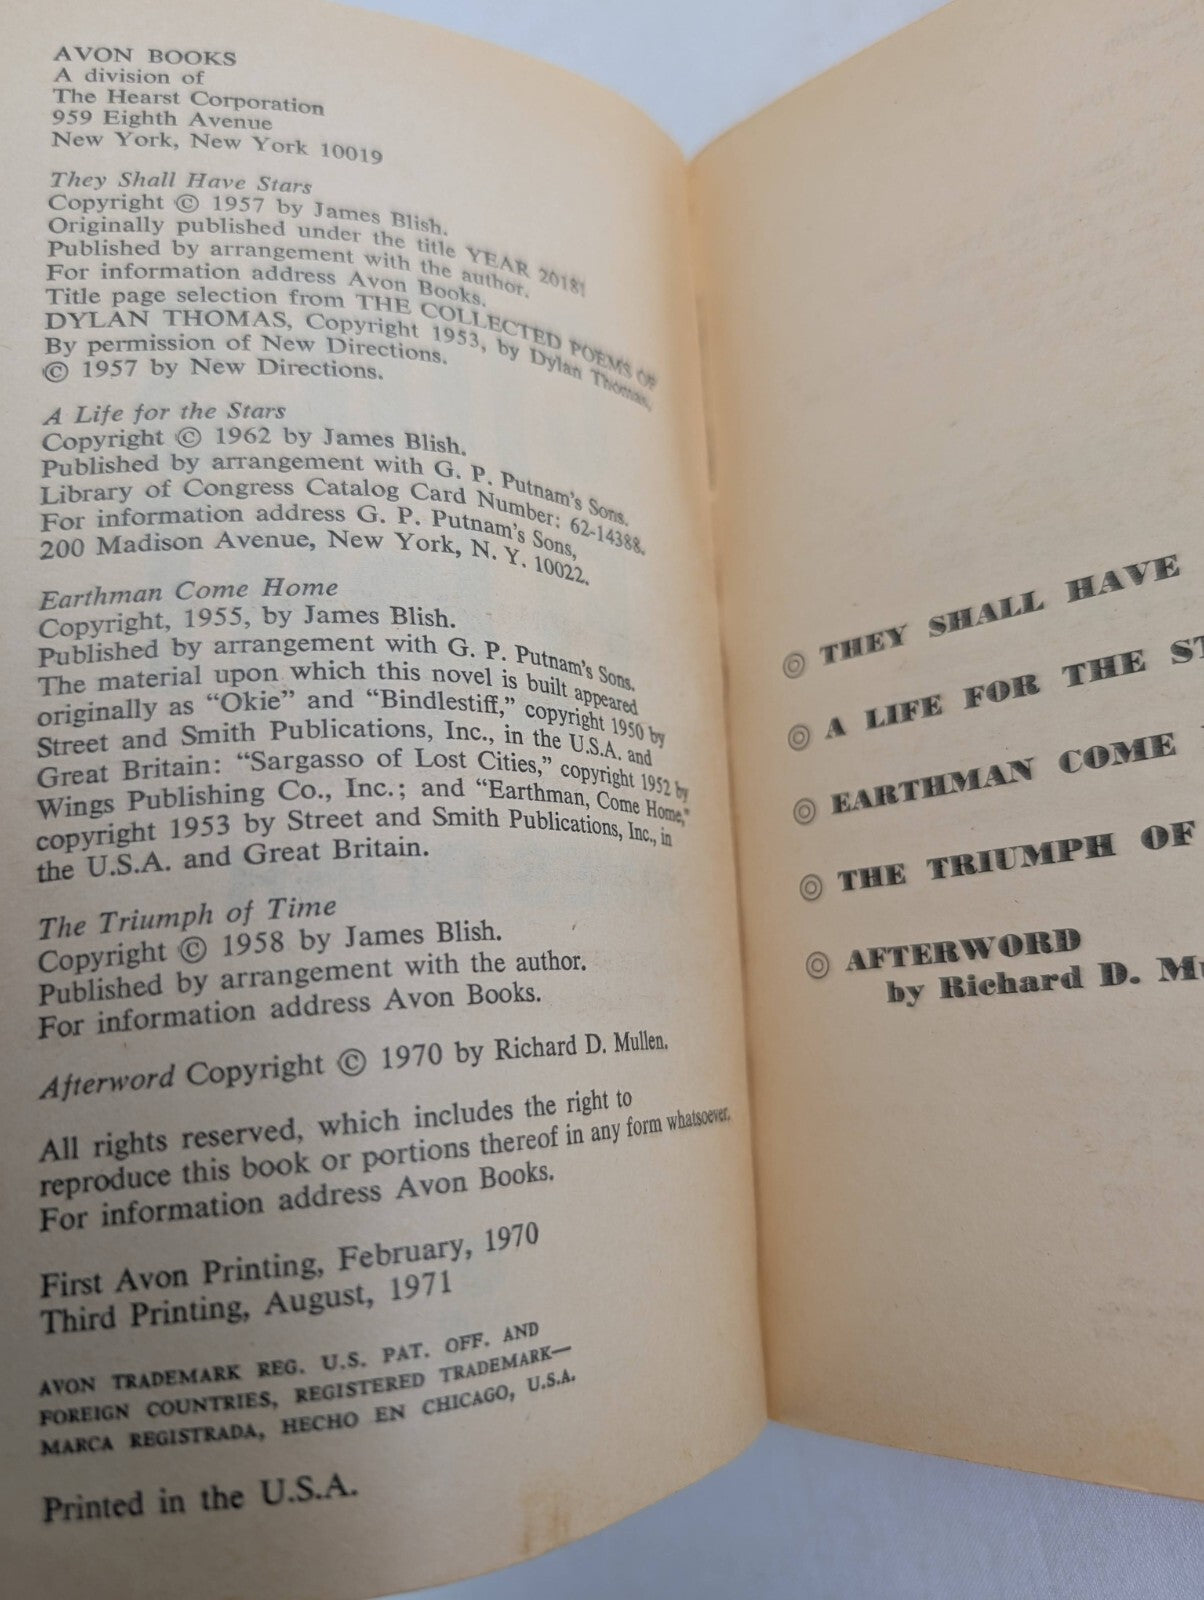 AVON BOOKS
A division of
The Hearst Corporation
959 Eighth Avenue
New York, New York 10019
They Shall Have Stars
Copyright © 1957 by James Blish.
Originally published under the title YEAR 2018!
Published by arrangement with the author.
For information address Avon Books.
Title page selection from THE COLLECTED POEMS OF
DYLAN THOMAS, Copyright 1953, by Dylan Thomas,
By permission of New Directions.
© 1957 by New Directions.
A Life for the Stars
Copyright © 1962 by James Blish.
Published by arrangement with G. P. Putnam's Sons.
Library of Congress Catalog Card Number: 62-14388.
For information address G. P. Putnam's Sons,
200 Madison Avenue, New York, N. Y. 10022.
Earthman Come Home
Copyright, 1955, by James Blish.
Published by arrangement with G. P. Putnam's Sons.
The material upon which this novel is built appeared
originally as "Okie" and "Bindlestiff," copyright 1950 by
Street and Smith Publications, Inc., in the U.S.A. and
Great Britain: "Sargasso of Lost Cities," copyright 1952 by
Wings Publishing Co., Inc.; and "Earthman, Come Home,"
copyright 1953 by Street and Smith Publications, Inc., in
the U.S.A. and Great Britain.
The Triumph of Time
Copyright © 1958 by James Blish.
Published by arrangement with the author.
For information address Avon Books.
Afterword Copyright © 1970 by Richard D. Mullen.
All rights reserved, which includes the right to
reproduce this book or portions thereof in any form whatsoever.
For information address Avon Books.
First Avon Printing, February, 1970
Third Printing, August, 1971
AVON TRADEMARK REG. U.S. PAT. OFF. AND
FOREIGN COUNTRIES, REGISTERED TRADEMARK—
MARCA REGISTRADA, HECHO EN CHICAGO, U.S.A.
Printed in the U.S.A.
THEY SHALL HAVE
A LIFE FOR THE ST
EARTHMAN COME
THE TRIUMPH OF
AFTERWORD
by Richard D. Mu